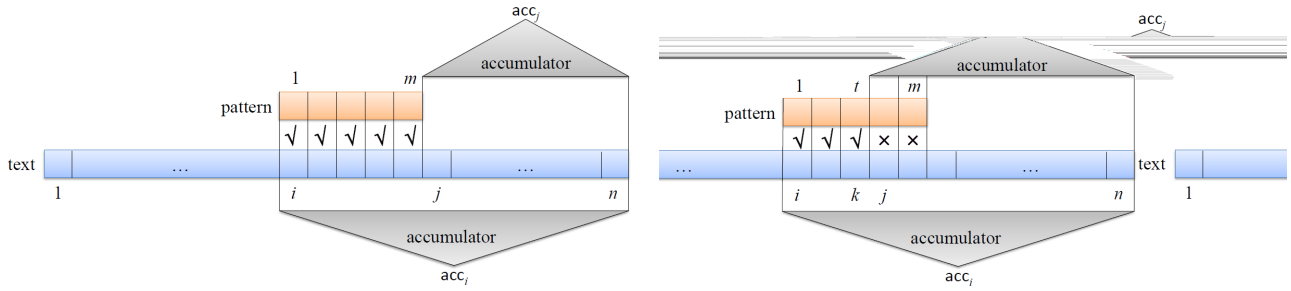 acc_j
accumulator
1 m
pattern
√ √ √ √ √
text
... ...
1 i j n
accumulator
acc_i
acc_j
accumulator
1 t m
pattern
√ √ √ × ×
... ... text
i k j n 1
accumulator
acc_i